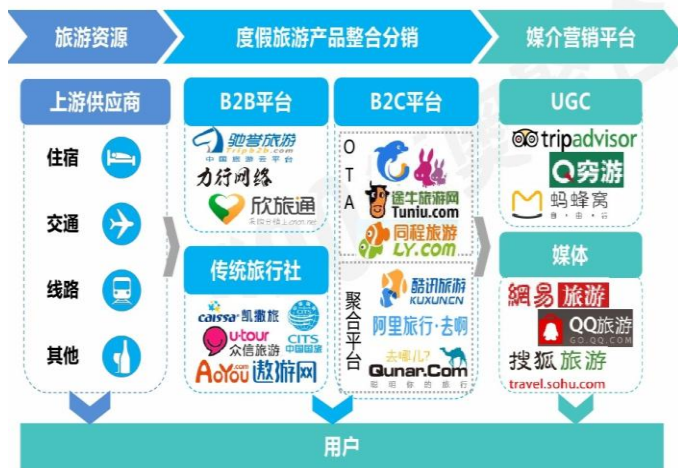 旅游资源
度假旅游产品整合分销
媒介营销平台
上游供应商
住宿
交通
线路
其他
B2B平台
驰誉旅游
Tripb2b.com
中国旅游云平台
力行网络
欣旅通
传统旅行社
caissa 凯撒旅
CITS
中国国旅
u-tour
众信旅游
AoYou.com 遨游网
B2C平台
OTA
途牛旅游网
Tuniu.com
同程旅游
LY.com
聚合平台
酷讯旅游
KUXUNCN
阿里旅行·去啊
去哪儿?
Qunar.Com
聪明你的旅行
UGC
tripadvisor
穷游
蚂蜂窝
媒体
網易 旅游
QQ旅游
GO.QQ.COM
搜狐旅游
travel.sohu.com
用户